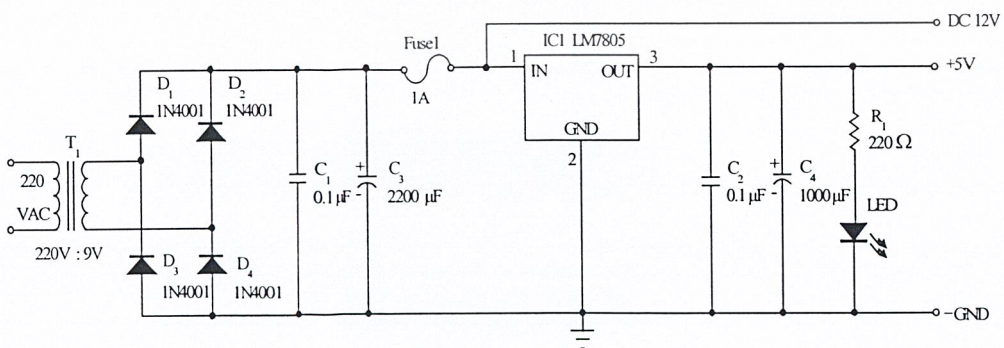 DC 12V
Fuse1
IC1 LM7805
1
3
+5V
IN
OUT
1A
D1
1N4001
D2
1N4001
GND
2
R1
220 Ω
T1
220
VAC
220V : 9V
C1
0.1 µF
+
-
C3
2200 µF
C2
0.1 µF
+
-
C4
1000 µF
LED
D3
1N4001
D4
1N4001
-GND